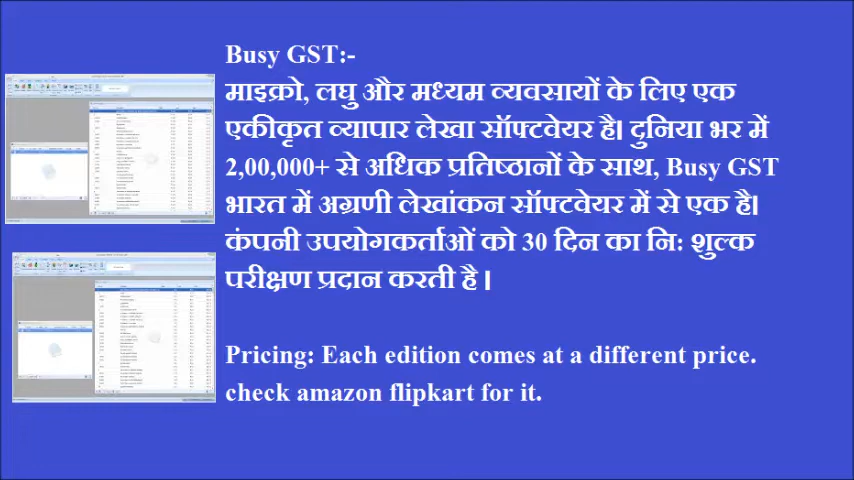 Busy GST:-
माइक्रो, लघु और मध्यम व्यवसायों के लिए एक
एकीकृत व्यापार लेखा सॉफ्टवेयर है। दुनिया भर में
2,00,000+ से अधिक प्रतिष्ठानों के साथ, Busy GST
भारत में अग्रणी लेखांकन सॉफ्टवेयर में से एक है।
कंपनी उपयोगकर्ताओं को 30 दिन का नि: शुल्क
परीक्षण प्रदान करती है ।
Pricing: Each edition comes at a different price.
check amazon flipkart for it.